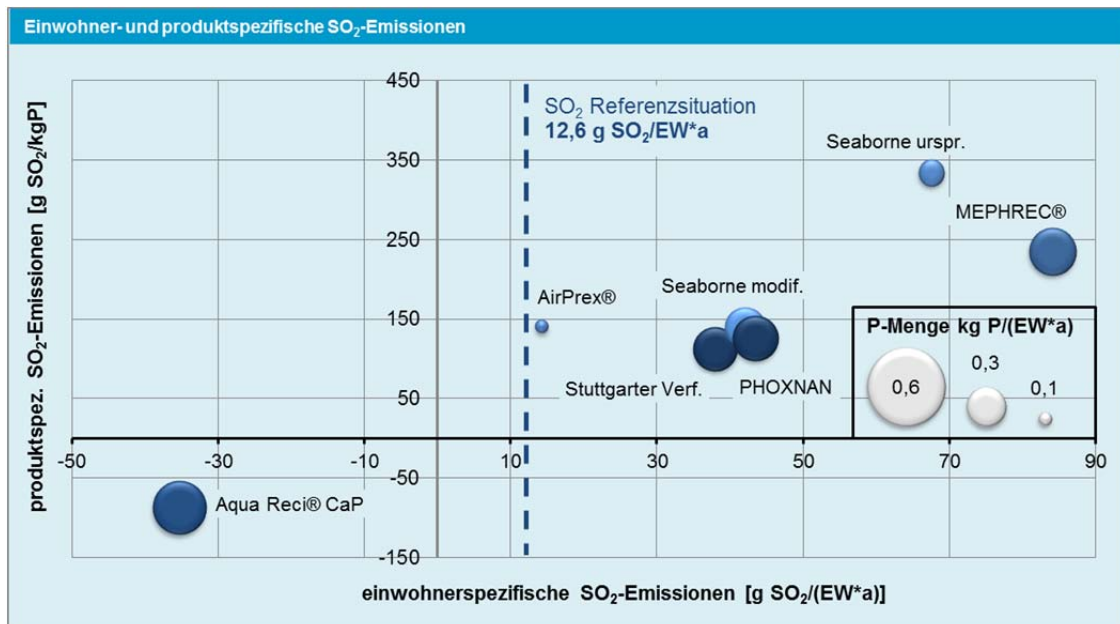 Einwohner- und produktspezifische SO₂-Emissionen
produktspez. SO₂-Emissionen [g SO₂/kgP]
450
350
250
150
50
-50
-150
SO₂ Referenzsituation
12,6 g SO₂/EW*a
Seaborne urspr.
MEPHREC®
AirPrex®
Seaborne modif.
Stuttgarter Verf.
PHOXNAN
Aqua Reci® CaP
P-Menge kg P/(EW*a)
0,6
0,3
0,1
-50
-30
-10
10
30
50
70
90
einwohnerspezifische SO₂-Emissionen [g SO₂/(EW*a)]